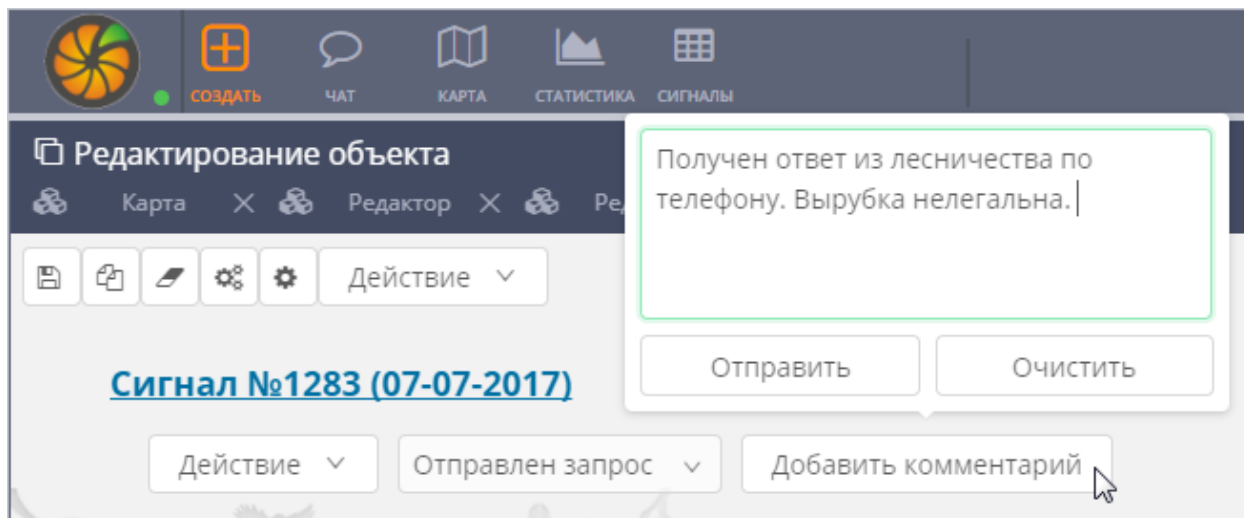 СОЗДАТЬ ЧАТ КАРТА СТАТИСТИКА СИГНАЛЫ
Редактирование объекта
Карта Редактор
Получен ответ из лесничества по
телефону. Вырубка нелегальна.
Действие
Отправить Очистить
Сигнал №1283 (07-07-2017)
Действие Отправлен запрос Добавить комментарий